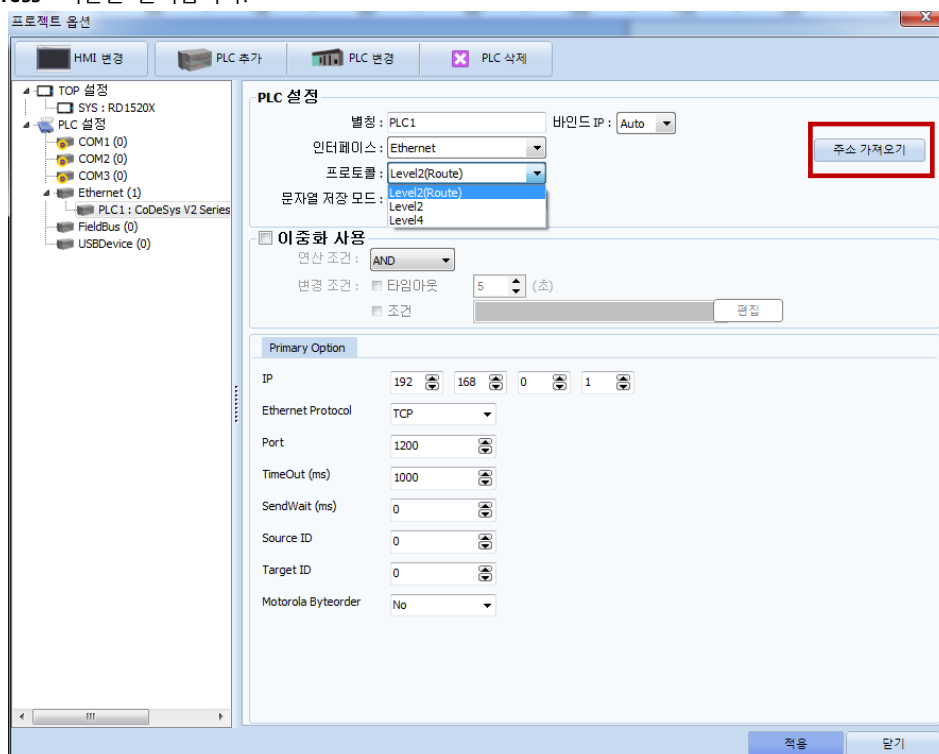 프로젝트 옵션
HMI 변경 PLC 추가 PLC 변경 PLC 삭제
TOP 설정
SYS : RD1520X
PLC 설정
COM1 (0)
COM2 (0)
COM3 (0)
Ethernet (1)
PLC1 : CoDeSys V2 Series
FieldBus (0)
USBDevice (0)
PLC 설정
별칭 : PLC1 바인드 IP : Auto
인터페이스 : Ethernet
주소 가져오기
프로토콜 : Level2(Route)
Level2(Route)
문자열 저장 모드 :
Level2
Level4
이중화 사용
연산 조건 : AND
변경 조건 : 타임아웃 5 (초)
조건 편집
Primary Option
IP 192 168 0 1
Ethernet Protocol TCP
Port 1200
TimeOut (ms) 1000
SendWait (ms) 0
Source ID 0
Target ID 0
Motorola Byteorder No
적용 닫기